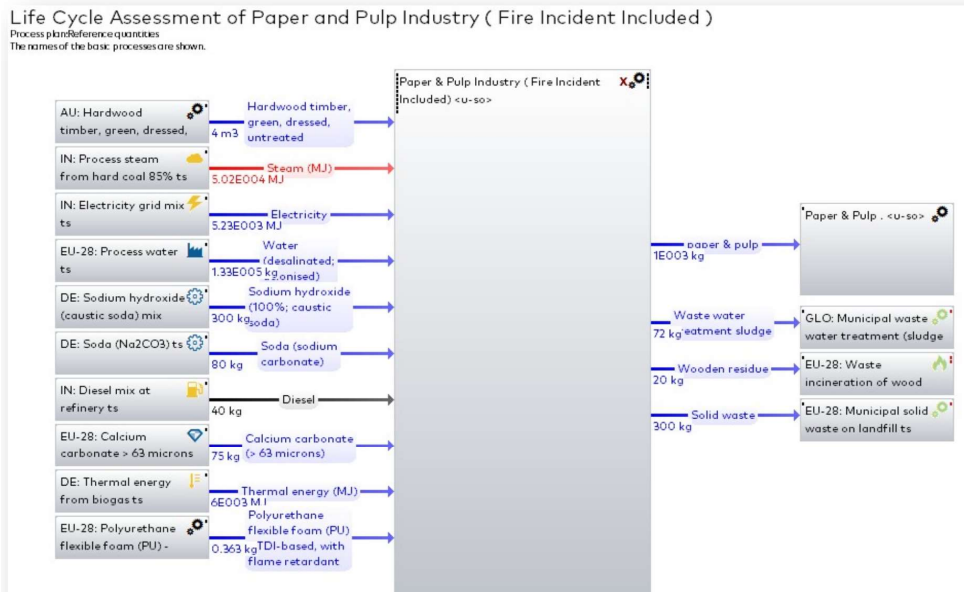 Life Cycle Assessment of Paper and Pulp Industry ( Fire Incident Included )
Process plan:Reference quantities
The names of the basic processes are shown.
Paper & Pulp Industry ( Fire Incident
Included) <u-so>
X
AU: Hardwood
timber, green, dressed,
4 m3
Hardwood timber,
green, dressed,
untreated
IN: Process steam
from hard coal 85% ts
Steam (MJ)
5.02E004 MJ
IN: Electricity grid mix
ts
Electricity
5.23E003 MJ
EU-28: Process water
ts
Water
(desalinated;
1.33E005 kg
onised)
DE: Sodium hydroxide
(caustic soda) mix
Sodium hydroxide
(100%; caustic
300 kg
soda)
DE: Soda (Na2CO3) ts
Soda (sodium
carbonate)
80 kg
IN: Diesel mix at
refinery ts
Diesel
40 kg
EU-28: Calcium
carbonate > 63 microns
Calcium carbonate
(> 63 microns)
75 kg
DE: Thermal energy
from biogas ts
Thermal energy (MJ)
6E003 MJ
EU-28: Polyurethane
flexible foam (PU) -
Polyurethane
flexible foam (PU)
0.363 kg
TDI-based, with
flame retardant
paper & pulp
1E003 kg
Paper & Pulp . <u-so>
Waste water
72 kg
eatment sludge
GLO: Municipal waste
water treatment (sludge
Wooden residue
20 kg
EU-28: Waste
incineration of wood
Solid waste
300 kg
EU-28: Municipal solid
waste on landfill ts